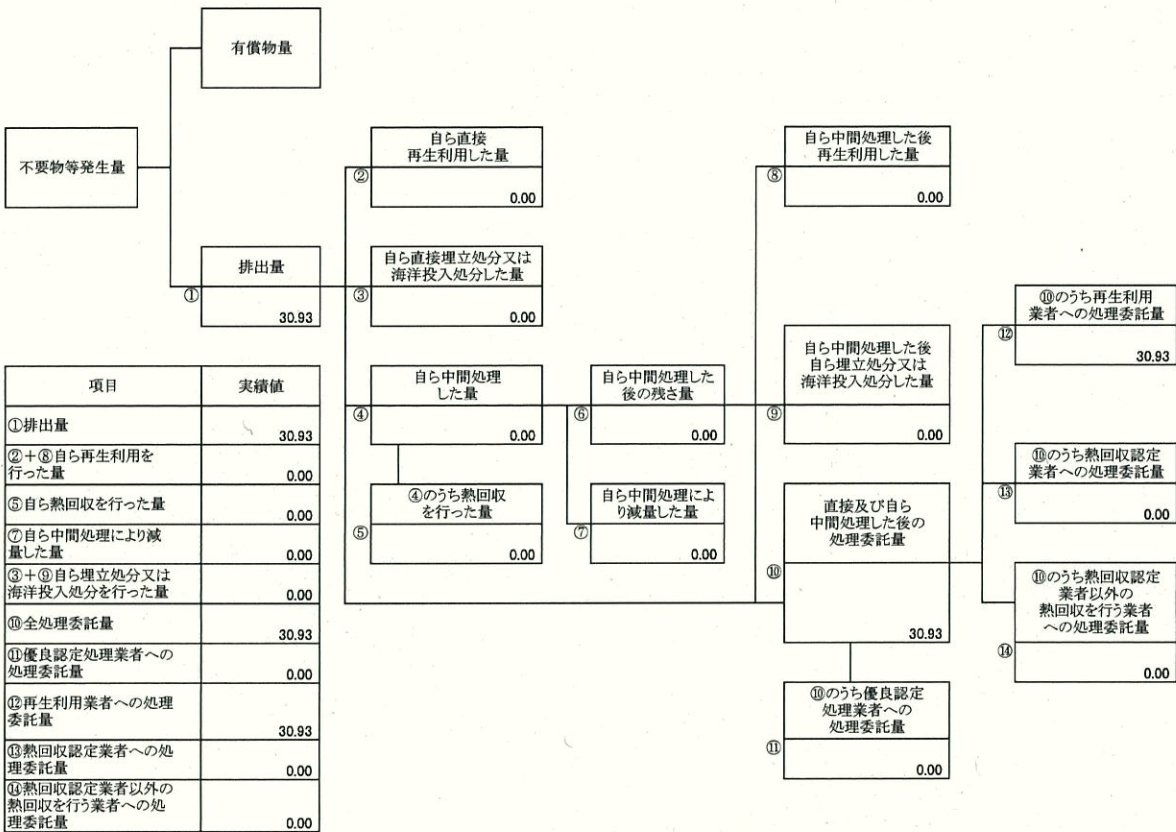 有償物量
不要物等発生量
自ら直接
再生利用した量
②
0.00
自ら中間処理した後
再生利用した量
⑧
0.00
排出量
①
30.93
自ら直接埋立処分又は
海洋投入処分した量
③
0.00
⑩のうち再生利用
業者への処理委託量
⑫
30.93
自ら中間処理
した量
④
0.00
自ら中間処理した
後の残さ量
⑥
0.00
自ら中間処理した後
自ら埋立処分又は
海洋投入処分した量
⑨
0.00
④のうち熱回収
を行った量
⑤
0.00
自ら中間処理によ
り減量した量
⑦
0.00
直接及び自ら
中間処理した後の
処理委託量
⑩
30.93
⑩のうち熱回収認定
業者への処理委託量
⑬
0.00
⑩のうち熱回収認定
業者以外の
熱回収を行う業者
への処理委託量
⑭
0.00
⑩のうち優良認定
処理業者への
処理委託量
⑪
0.00
項目 実績値
①排出量 30.93
②+⑧自ら再生利用を
行った量 0.00
⑤自ら熱回収を行った量 0.00
⑦自ら中間処理により減
量した量 0.00
③+⑨自ら埋立処分又は
海洋投入処分を行った量 0.00
⑩全処理委託量 30.93
⑪優良認定処理業者への
処理委託量 0.00
⑫再生利用業者への処理
委託量 30.93
⑬熱回収認定業者への処
理委託量 0.00
⑭熱回収認定業者以外の
熱回収を行う業者への処
理委託量 0.00